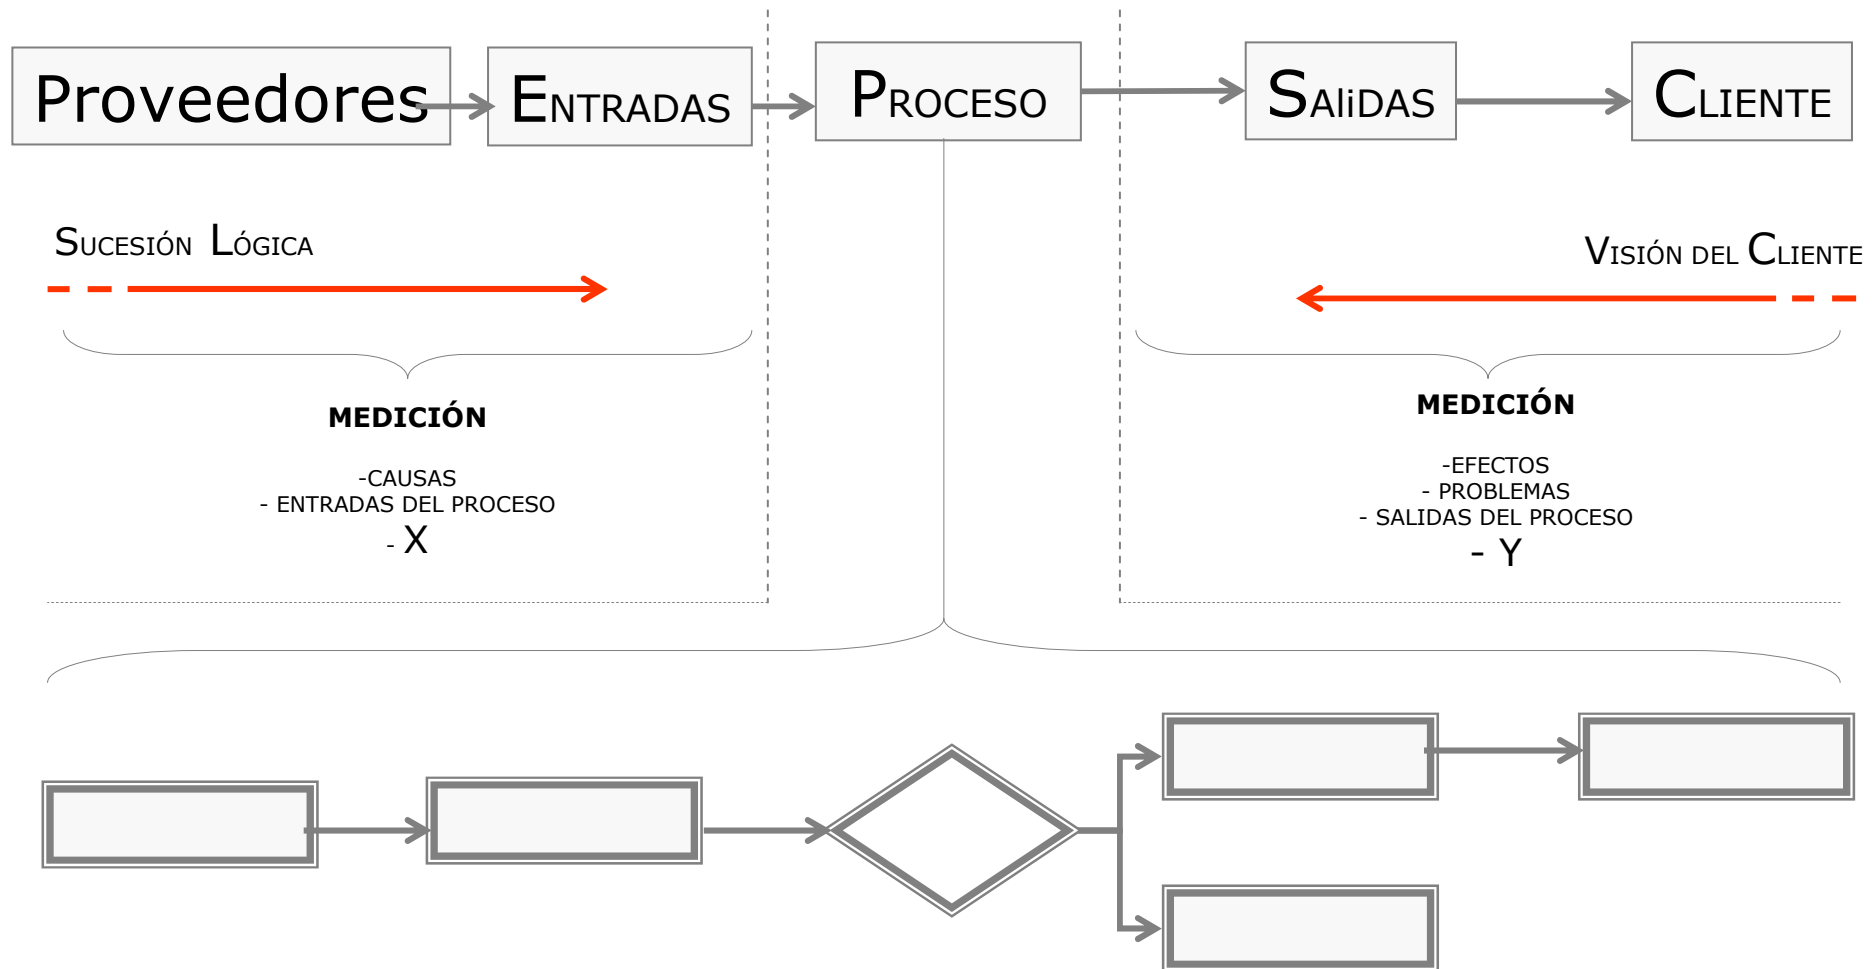 Proveedores
ENTRADAS
PROCESO
SAliDAS
CLIENTE
SUCESIÓN LÓGICA
VISIÓN DEL CLIENTE
MEDICIÓN
-CAUSAS
- ENTRADAS DEL PROCESO
- X
MEDICIÓN
-EFECTOS
- PROBLEMAS
- SALIDAS DEL PROCESO
- Y